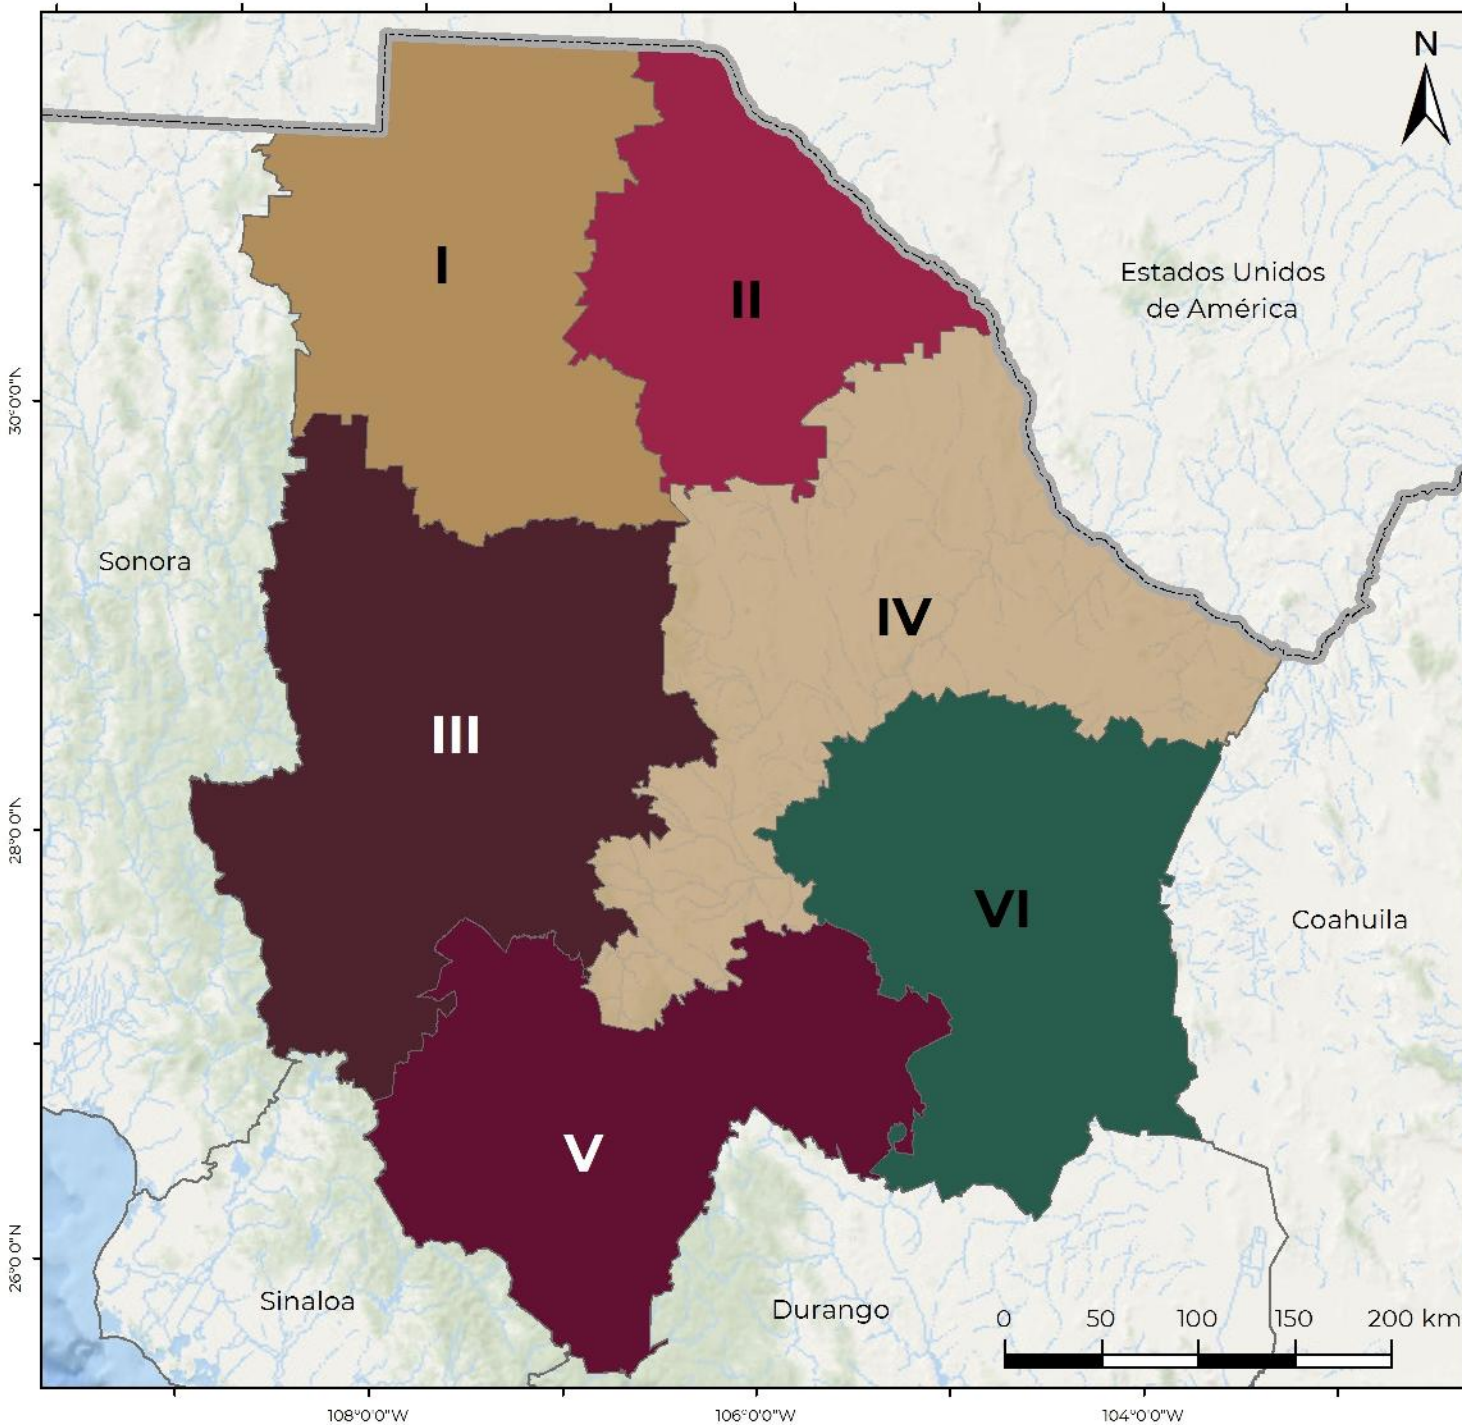 N
I
II
Estados Unidos
de América
30°0'0"N
Sonora
IV
III
28°0'0"N
VI
Coahuila
V
26°0'0"N
Sinaloa
Durango
0 50 100 150 200 km
108°0'0"W 106°0'0"W 104°0'0"W